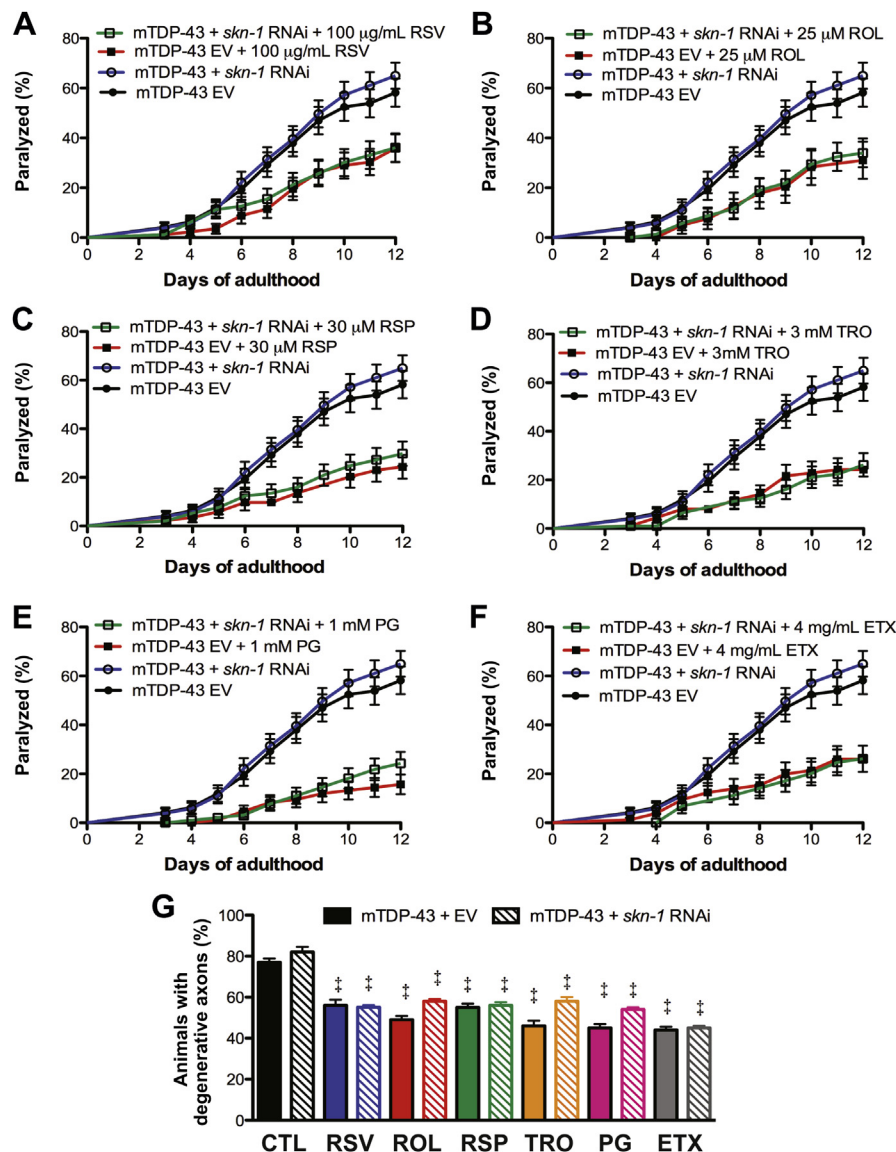 A
mTDP-43 + skn-1 RNAi + 100 μg/mL RSV
mTDP-43 EV + 100 μg/mL RSV
mTDP-43 + skn-1 RNAi
mTDP-43 EV
Paralyzed (%)
80
60
40
20
0
0 2 4 6 8 10 12
Days of adulthood
B
mTDP-43 + skn-1 RNAi + 25 μM ROL
mTDP-43 EV + 25 μM ROL
mTDP-43 + skn-1 RNAi
mTDP-43 EV
Paralyzed (%)
80
60
40
20
0
0 2 4 6 8 10 12
Days of adulthood
C
mTDP-43 + skn-1 RNAi + 30 μM RSP
mTDP-43 EV + 30 μM RSP
mTDP-43 + skn-1 RNAi
mTDP-43 EV
Paralyzed (%)
80
60
40
20
0
0 2 4 6 8 10 12
Days of adulthood
D
mTDP-43 + skn-1 RNAi + 3 mM TRO
mTDP-43 EV + 3mM TRO
mTDP-43 + skn-1 RNAi
mTDP-43 EV
Paralyzed (%)
80
60
40
20
0
0 2 4 6 8 10 12
Days of adulthood
E
mTDP-43 + skn-1 RNAi + 1 mM PG
mTDP-43 EV + 1 mM PG
mTDP-43 + skn-1 RNAi
mTDP-43 EV
Paralyzed (%)
80
60
40
20
0
0 2 4 6 8 10 12
Days of adulthood
F
mTDP-43 + skn-1 RNAi + 4 mg/mL ETX
mTDP-43 EV + 4 mg/mL ETX
mTDP-43 + skn-1 RNAi
mTDP-43 EV
Paralyzed (%)
80
60
40
20
0
0 2 4 6 8 10 12
Days of adulthood
G
mTDP-43 + EV mTDP-43 + skn-1 RNAi
Animals with
degenerative axons (%)
100
80
60
40
20
0
‡ ‡ ‡ ‡ ‡ ‡ ‡ ‡ ‡ ‡ ‡ ‡
CTL RSV ROL RSP TRO PG ETX